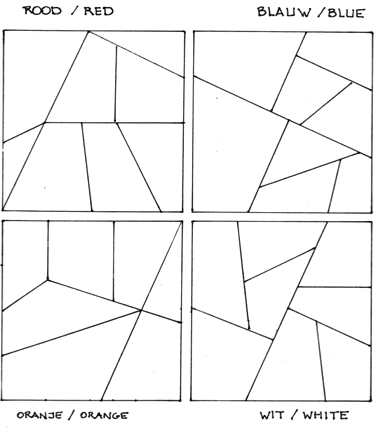 ROOD / RED
BLAUW / BLUE
ORANJE / ORANGE
WIT / WHITE